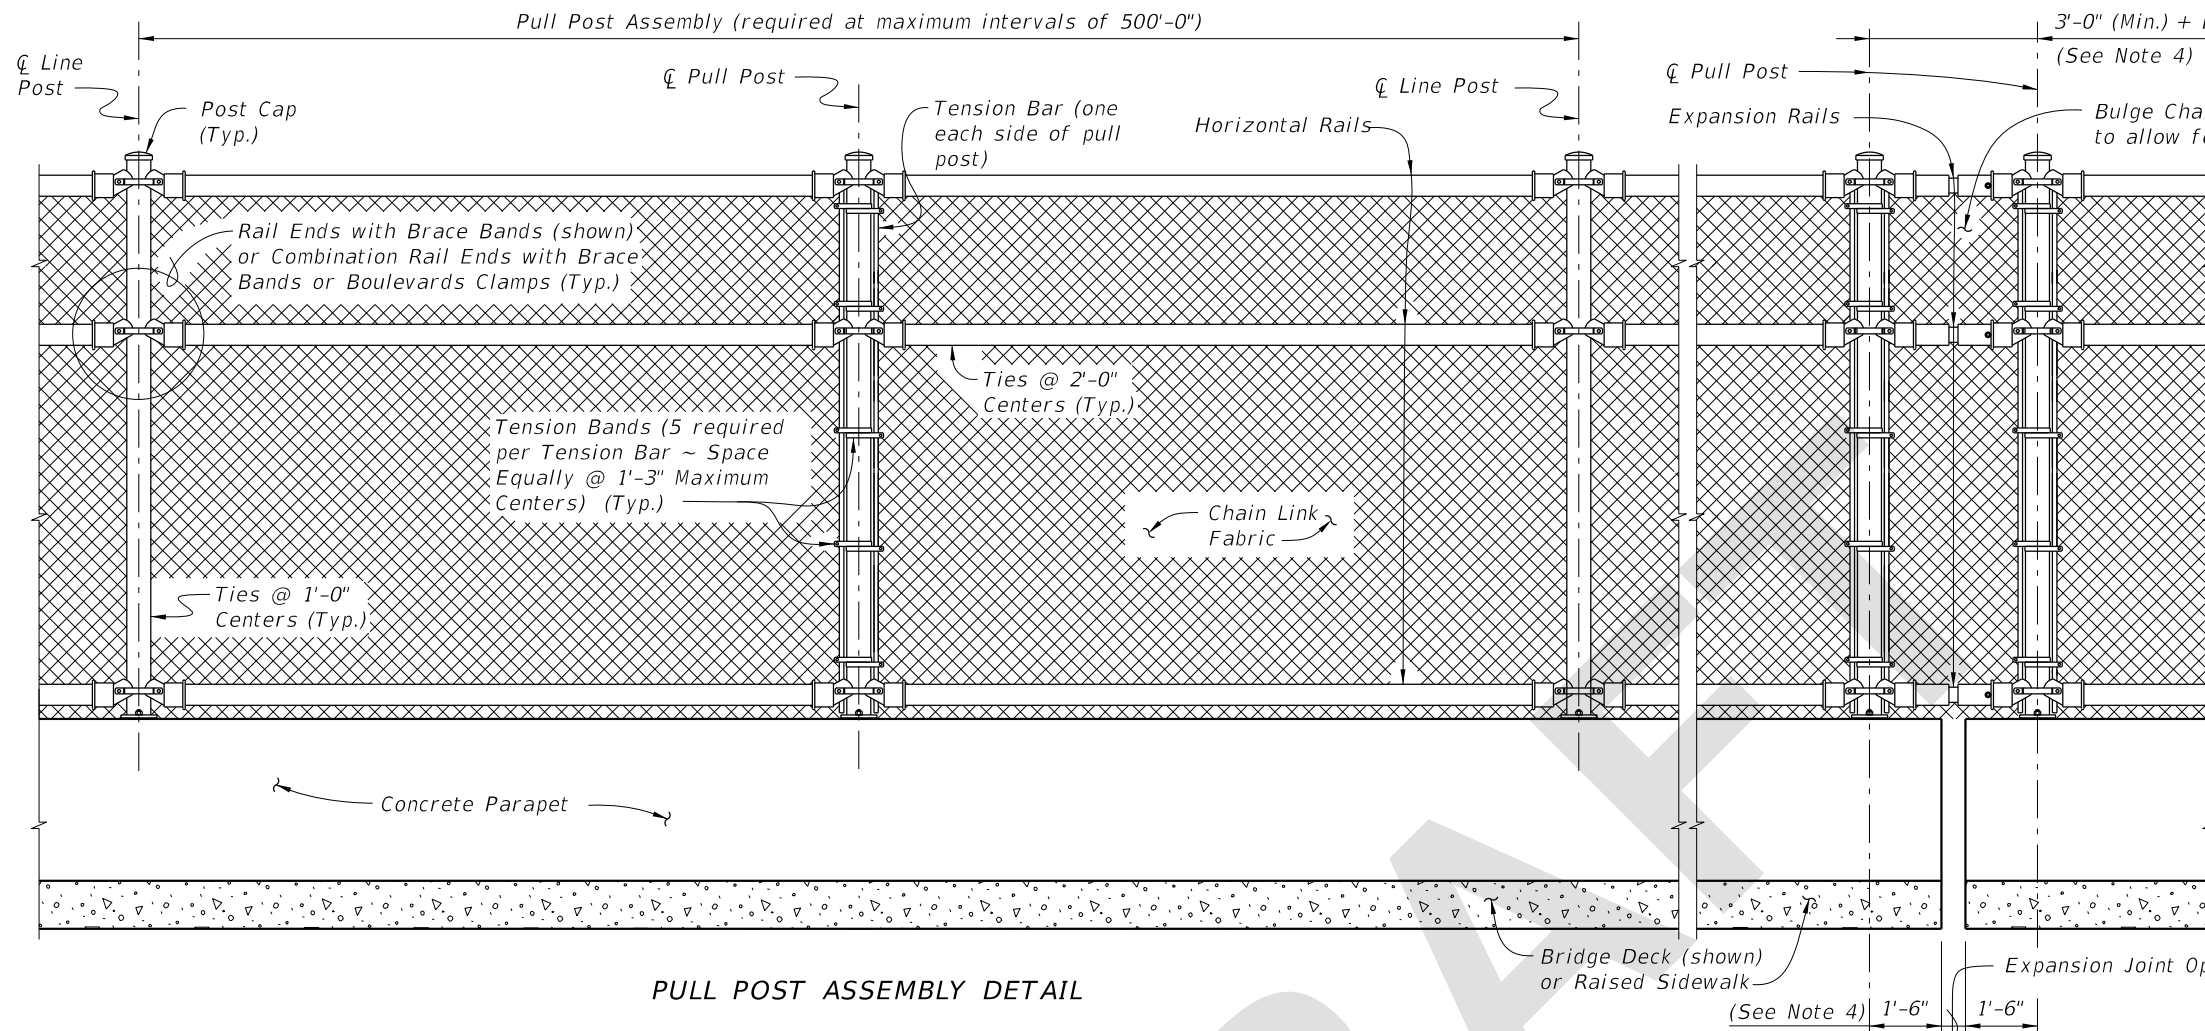 Pull Post Assembly (required at maximum intervals of 500'-0")
3'-0" (Min.) +
(See Note 4)
℄ Line
Post
Post Cap
(Typ.)
℄ Pull Post
Tension Bar (one
each side of pull
post)
Horizontal Rails
℄ Line Post
℄ Pull Post
Expansion Rails
Bulge
to allow
Rail Ends with Brace Bands (shown)
or Combination Rail Ends with Brace
Bands or Boulevards Clamps (Typ.)
Ties @ 2'-0"
Centers (Typ.)
Tension Bands (5 required
per Tension Bar ~ Space
Equally @ 1'-3" Maximum
Centers) (Typ.)
Chain Link
Fabric
Ties @ 1'-0"
Centers (Typ.)
Concrete Parapet
Bridge Deck (shown)
or Raised Sidewalk
Expansion Joint
PULL POST ASSEMBLY DETAIL
(See Note 4)
1'-6"
1'-6"